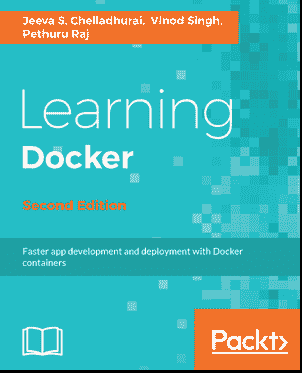 Jeeva S. Chelladhurai, Vinod Singh,
Pethuru Raj
Learning
Docker
Second Edition
Faster app development and deployment with Docker
containers
Packt>